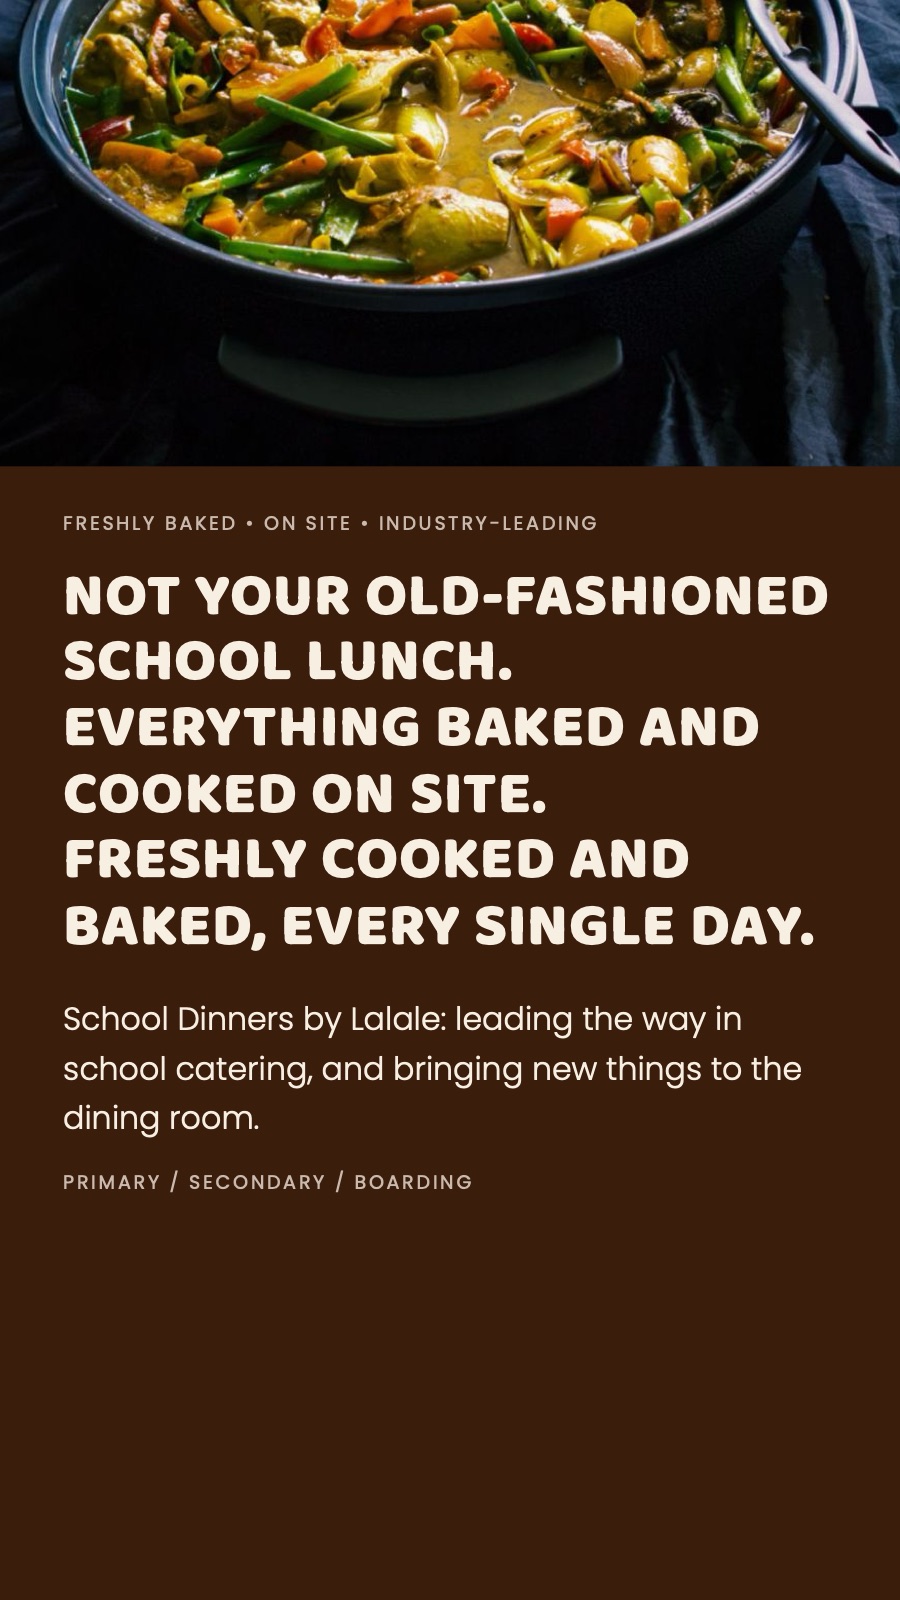 FRESHLY BAKED • ON SITE • INDUSTRY-LEADING
NOT YOUR OLD-FASHIONED
SCHOOL LUNCH.
EVERYTHING BAKED AND
COOKED ON SITE.
FRESHLY COOKED AND
BAKED, EVERY SINGLE DAY.
School Dinners by Lalale: leading the way in
school catering, and bringing new things to the
dining room.
PRIMARY / SECONDARY / BOARDING